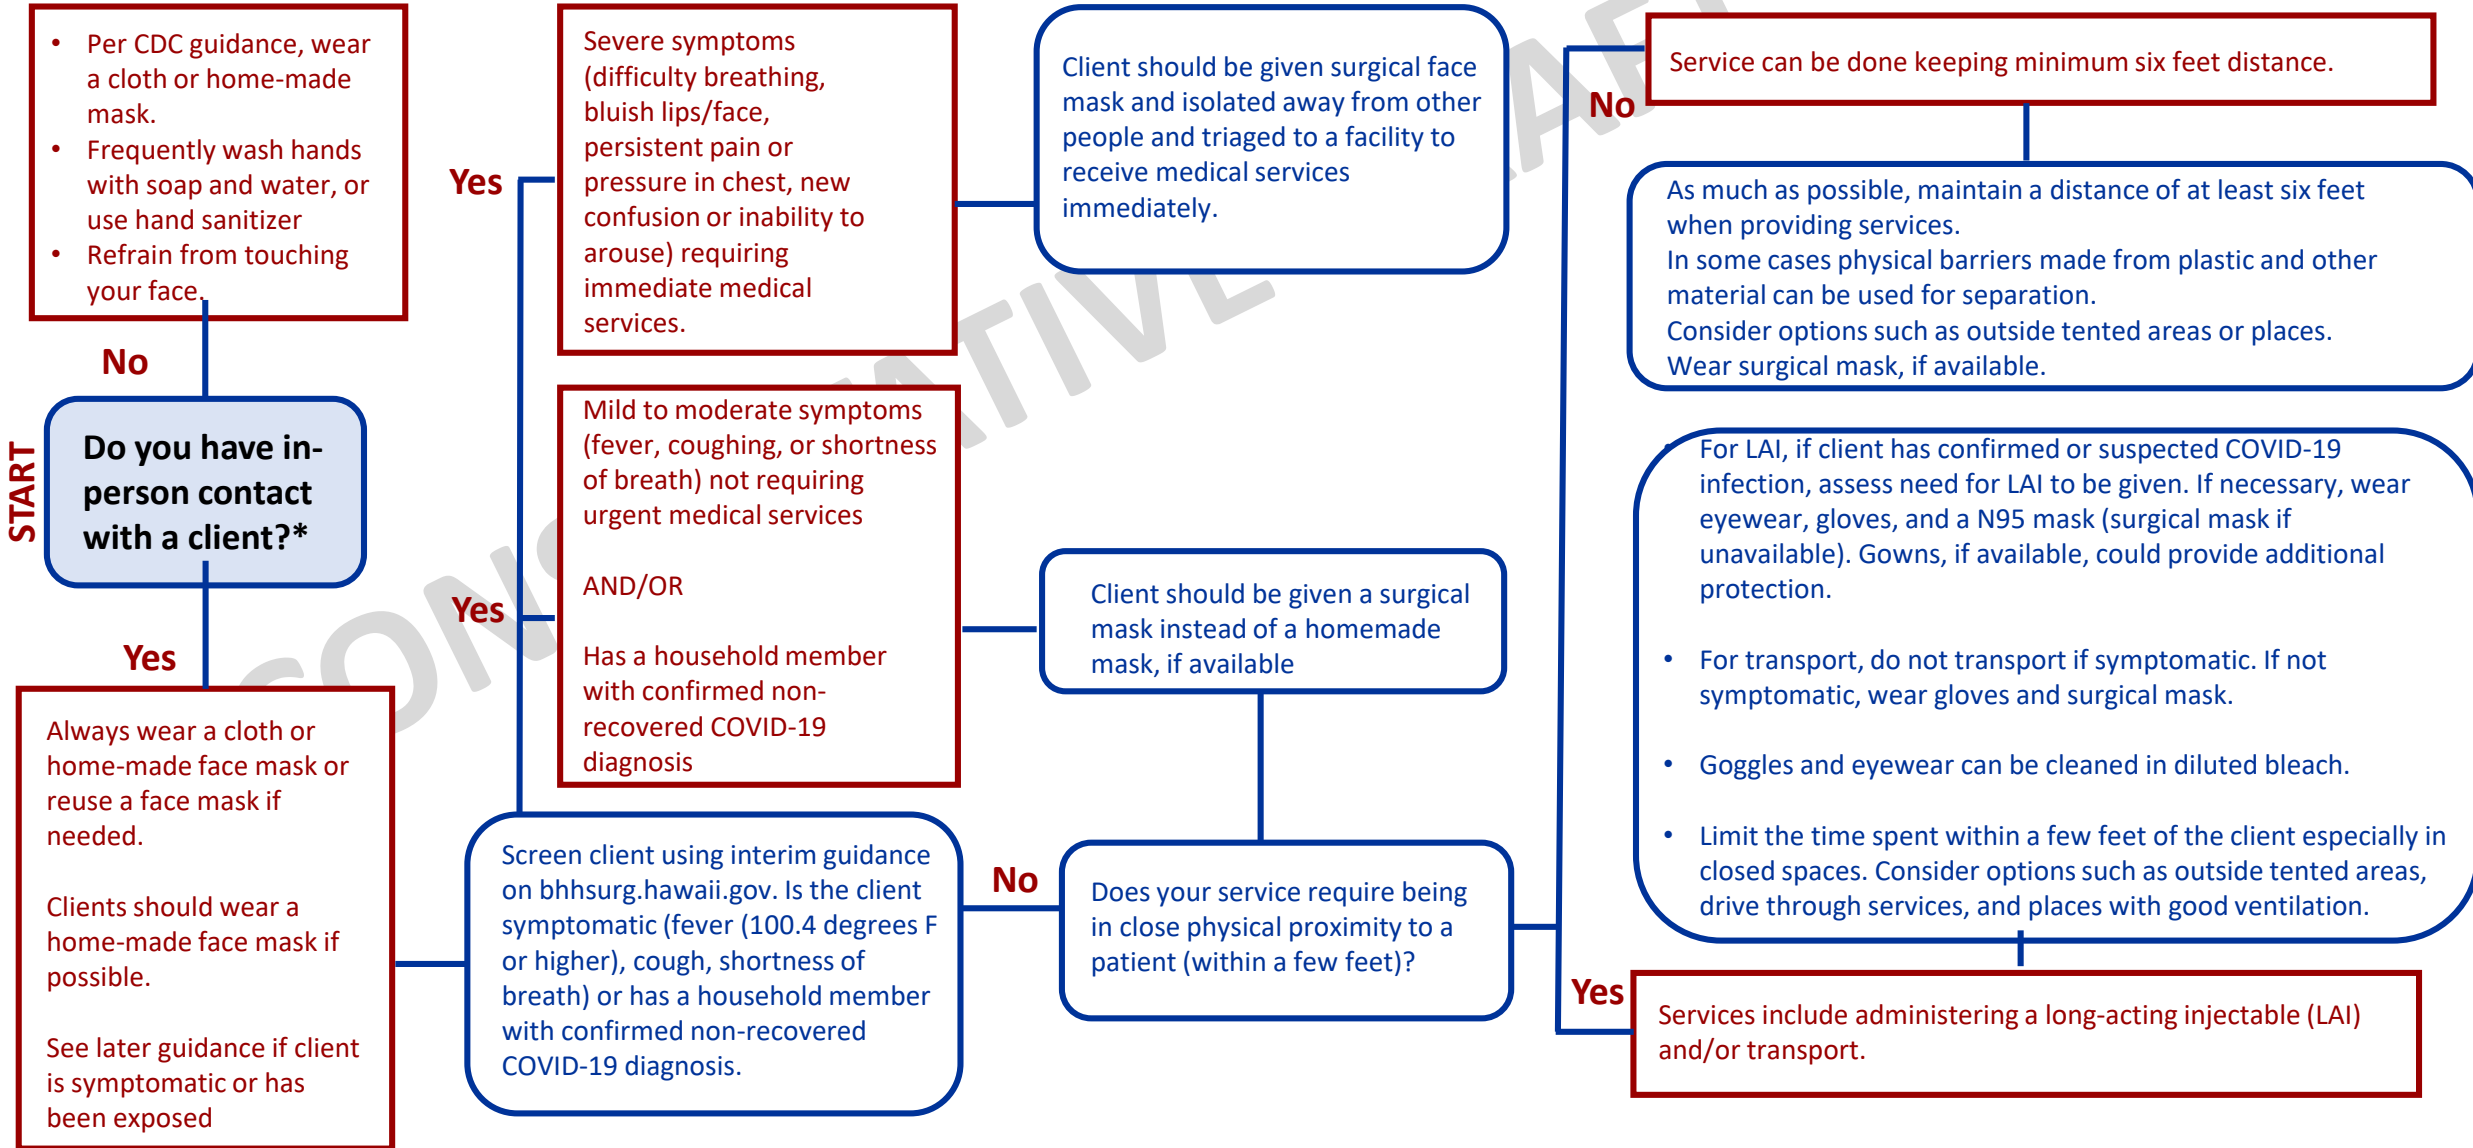 • Per CDC guidance, wear
a cloth or home-made
mask.
• Frequently wash hands
with soap and water, or
use hand sanitizer
• Refrain from touching
your face.
No
START
Do you have in-
person contact
with a client?*
Yes
Always wear a cloth or
home-made face mask or
reuse a face mask if
needed.
Clients should wear a
home-made face mask if
possible.
See later guidance if client
is symptomatic or has
been exposed
Yes
Severe symptoms
(difficulty breathing,
bluish lips/face,
persistent pain or
pressure in chest, new
confusion or inability to
arouse) requiring
immediate medical
services.
Yes
Mild to moderate symptoms
(fever, coughing, or shortness
of breath) not requiring
urgent medical services
AND/OR
Has a household member
with confirmed non-
recovered COVID-19
diagnosis
Screen client using interim guidance
on bhhsurg.hawaii.gov. Is the client
symptomatic (fever (100.4 degrees F
or higher), cough, shortness of
breath) or has a household member
with confirmed non-recovered
COVID-19 diagnosis.
No
Client should be given surgical face
mask and isolated away from other
people and triaged to a facility to
receive medical services
immediately.
Client should be given a surgical
mask instead of a homemade
mask, if available
Does your service require being
in close physical proximity to a
patient (within a few feet)?
No
Service can be done keeping minimum six feet distance.
As much as possible, maintain a distance of at least six feet
when providing services.
In some cases physical barriers made from plastic and other
material can be used for separation.
Consider options such as outside tented areas or places.
Wear surgical mask, if available.
• For LAI, if client has confirmed or suspected COVID-19
infection, assess need for LAI to be given. If necessary, wear
eyewear, gloves, and a N95 mask (surgical mask if
unavailable). Gowns, if available, could provide additional
protection.
• For transport, do not transport if symptomatic. If not
symptomatic, wear gloves and surgical mask.
• Goggles and eyewear can be cleaned in diluted bleach.
• Limit the time spent within a few feet of the client especially in
closed spaces. Consider options such as outside tented areas,
drive through services, and places with good ventilation.
Yes
Services include administering a long-acting injectable (LAI)
and/or transport.